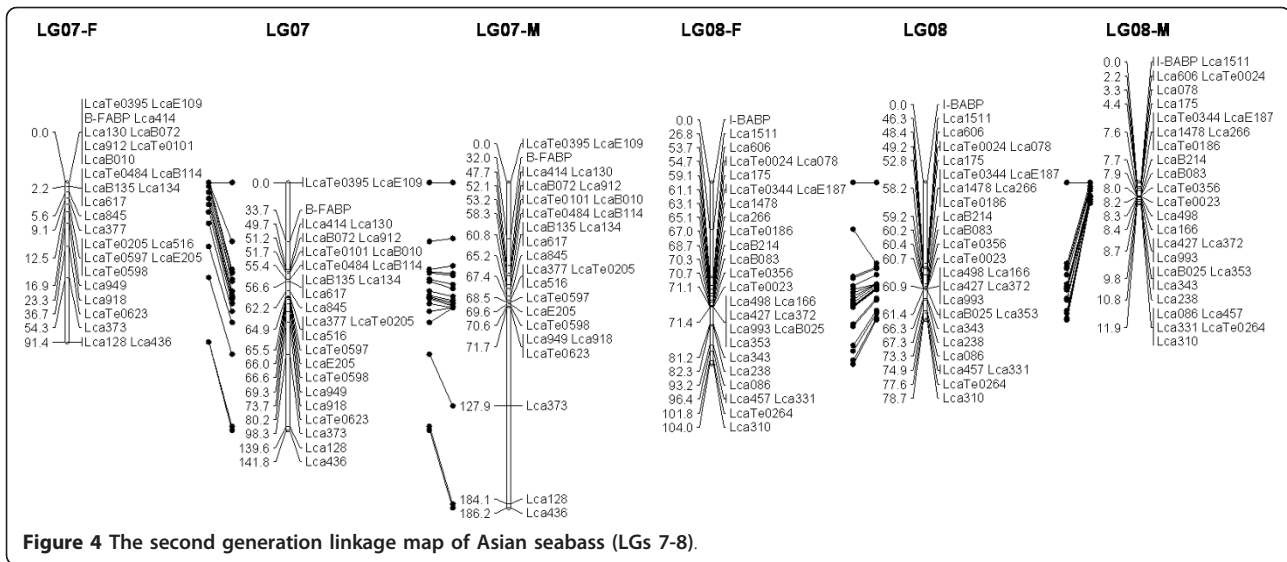 LG07-F
LcaTe0395 LcaE109
B-FABP Lca414
0.0 Lca130 LcaB072
Lca912 LcaTe0101
LcaB010
LcaTe0484 LcaB114
2.2 LcaB135 Lca134
Lca617
5.6 Lca845
9.1 Lca377
LcaTe0205 Lca516
12.5 LcaTe0597 LcaE205
LcaTe0598
16.9 Lca949
23.3 Lca918
36.7 LcaTe0623
54.3 Lca373
91.4 Lca128 Lca436
LG07
0.0 LcaTe0395 LcaE109
33.7 B-FABP
49.7 Lca414 Lca130
51.2 LcaB072 Lca912
51.7 LcaTe0101 LcaB010
55.4 LcaTe0484 LcaB114
56.6 LcaB135 Lca134
Lca617
62.2 Lca845
64.9 Lca377 LcaTe0205
Lca516
65.5 LcaTe0597
66.0 LcaE205
66.6 LcaTe0598
69.3 Lca949
73.7 Lca918
80.2 LcaTe0623
98.3 Lca373
139.6 Lca128
141.8 Lca436
LG07-M
0.0 LcaTe0395 LcaE109
32.0 B-FABP
47.7 Lca414 Lca130
52.1 LcaB072 Lca912
53.2 LcaTe0101 LcaB010
58.3 LcaTe0484 LcaB114
60.8 LcaB135 Lca134
Lca617
65.2 Lca845
67.4 Lca377 LcaTe0205
Lca516
68.5 LcaTe0597
69.6 LcaE205
70.6 LcaTe0598
71.7 Lca949 Lca918
LcaTe0623
127.9 Lca373
184.1 Lca128
186.2 Lca436
LG08-F
0.0 I-BABP
26.8 Lca1511
53.7 Lca606
54.7 LcaTe0024 Lca078
59.1 Lca175
61.1 LcaTe0344 LcaE187
63.1 Lca1478
65.1 Lca266
67.0 LcaTe0186
68.7 LcaB214
70.3 LcaB083
70.7 LcaTe0356
71.1 LcaTe0023
Lca498 Lca166
71.4 Lca427 Lca372
Lca993 LcaB025
Lca353
81.2 Lca343
82.3 Lca238
93.2 Lca086
96.4 Lca457 Lca331
101.8 LcaTe0264
104.0 Lca310
LG08
0.0 I-BABP
46.3 Lca1511
48.4 Lca606
49.2 LcaTe0024 Lca078
52.8 Lca175
LcaTe0344 LcaE187
58.2 Lca1478 Lca266
LcaTe0186
59.2 LcaB214
60.2 LcaB083
60.4 LcaTe0356
60.7 LcaTe0023
Lca498 Lca166
60.9 Lca427 Lca372
Lca993
61.4 LcaB025 Lca353
66.3 Lca343
67.3 Lca238
73.3 Lca086
74.9 Lca457 Lca331
77.6 LcaTe0264
78.7 Lca310
LG08-M
0.0 I-BABP Lca1511
2.2 Lca606 LcaTe0024
3.3 Lca078
4.4 Lca175
LcaTe0344 LcaE187
7.6 Lca1478 Lca266
LcaTe0186
7.7 LcaB214
7.9 LcaB083
8.0 LcaTe0356
8.2 LcaTe0023
8.3 Lca498
8.4 Lca166
8.7 Lca427 Lca372
Lca993
9.8 LcaB025 Lca353
Lca343
10.8 Lca238
Lca086 Lca457
11.9 Lca331 LcaTe0264
Lca310
Figure 4 The second generation linkage map of Asian seabass (LGs 7-8).